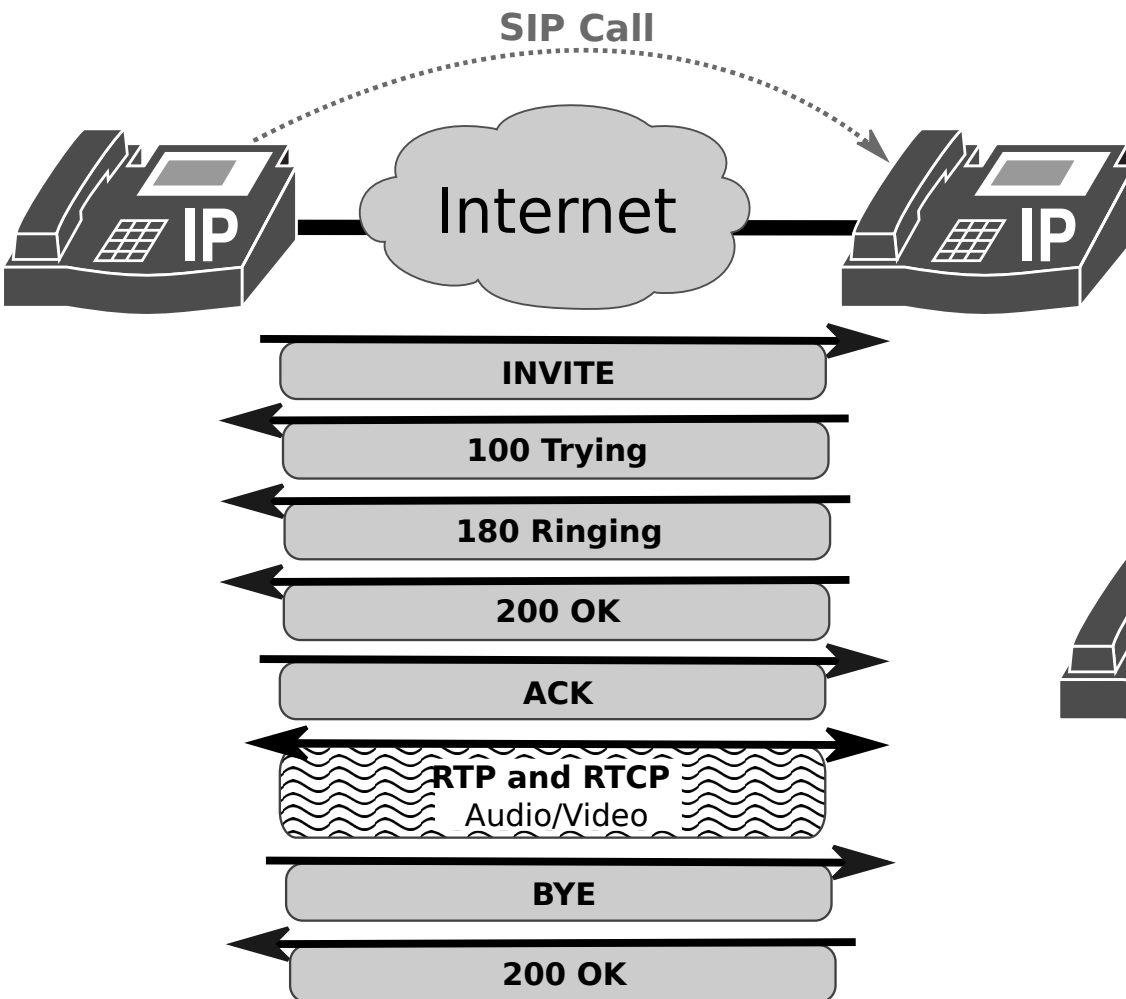 SIP Call
Internet
IP
IP
INVITE
100 Trying
180 Ringing
200 OK
ACK
RTP and RTCP
Audio/Video
BYE
200 OK